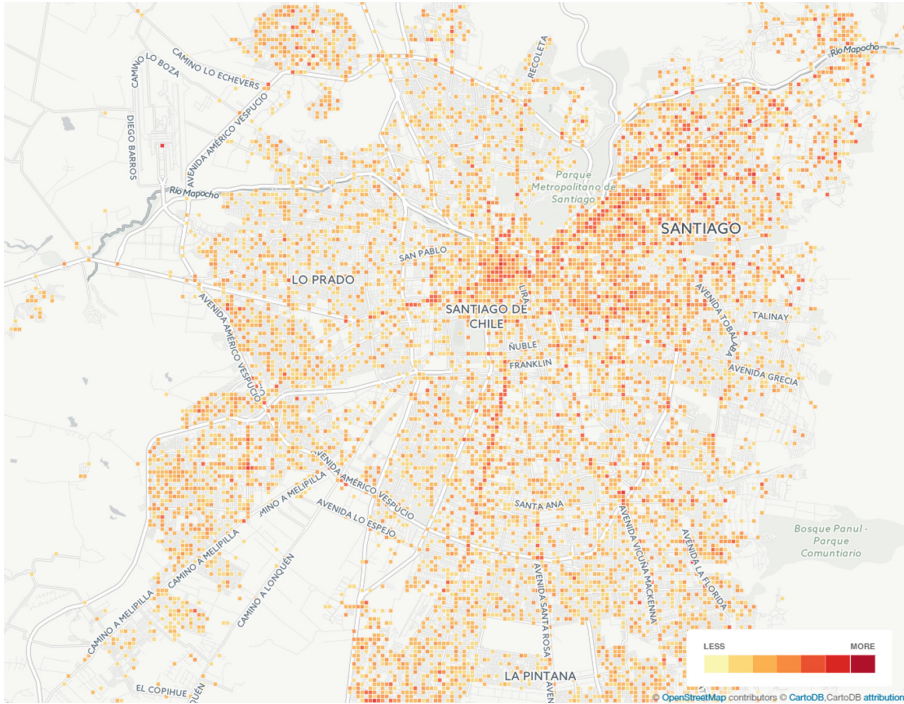 Río Mapocho
RECOLETA
CAMINO LO ECHEVERS
CAMINO LO BOZA
DIEGO BARROS
AVENIDA AMÉRICO VESPUCIO
Parque
Metropolitano de
Santiago
Río Mapocho
SANTIAGO
SAN PABLO
LO PRADO
LIRA
AVENIDA TOBALABA
SANTIAGO DE
CHILE
TALINAY
AVENIDA AMÉRICO VESPUCIO
ÑUBLE
FRANKLIN
AVENIDA GRECIA
AVENIDA AMÉRICO VESPUCIO
CAMINO A MELIPILLA
SANTA ANA
AVENIDA LO ESPEJO
AVENIDA VICUÑA MACKENNA
AVENIDA LA FLORIDA
Bosque Panul -
Parque
Comuntiario
CAMINO A MELIPILLA
CAMINO A LONQUÉN
AVENIDA SANTA ROSA
CAMINO A MELIPILLA
LESS MORE
LA PINTANA
EL COPIHUE
© OpenStreetMap contributors © CartoDB,CartoDB attribution